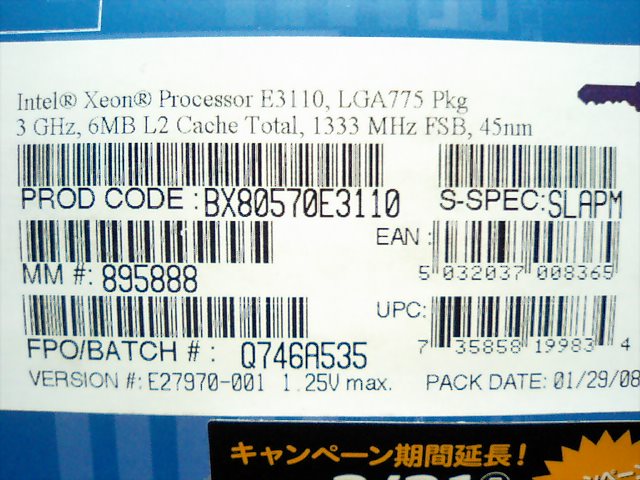 Intel® Xeon® Processor E3110, LGA775 Pkg
3 GHz, 6MB L2 Cache Total, 1333 MHz FSB, 45nm
PROD CODE : BX80570E3110 S-SPEC: SLAPM
EAN :
5 032037 008365
MM #: 895888
UPC:
7 35858 19983 4
FPO/BATCH # : Q746A535
VERSION #: E27970-001 1.25V max. PACK DATE: 01/29/08
キャンペーン期間延長!